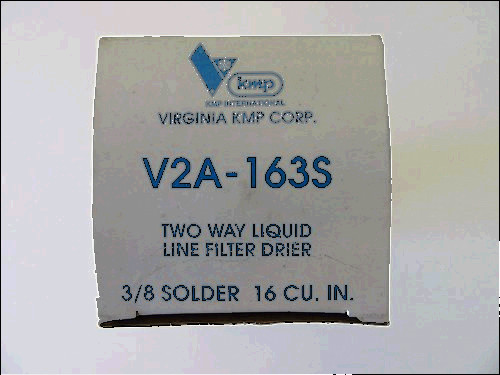 kmp
KMP INTERNATIONAL
VIRGINIA KMP CORP.
V2A-163S
TWO WAY LIQUID
LINE FILTER DRIER
3/8 SOLDER 16 CU. IN.